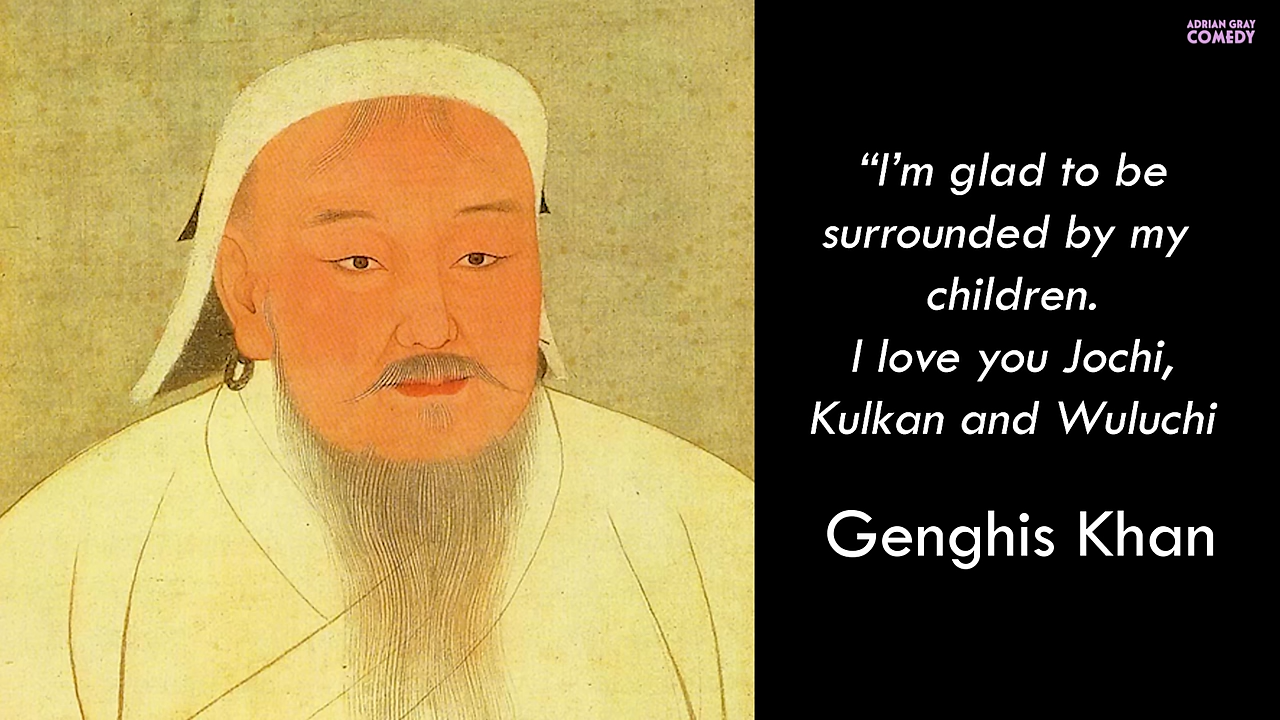 ADRIAN GRAY
COMEDY
“I’m glad to be
surrounded by my
children.
I love you Jochi,
Kulkan and Wuluchi
Genghis Khan